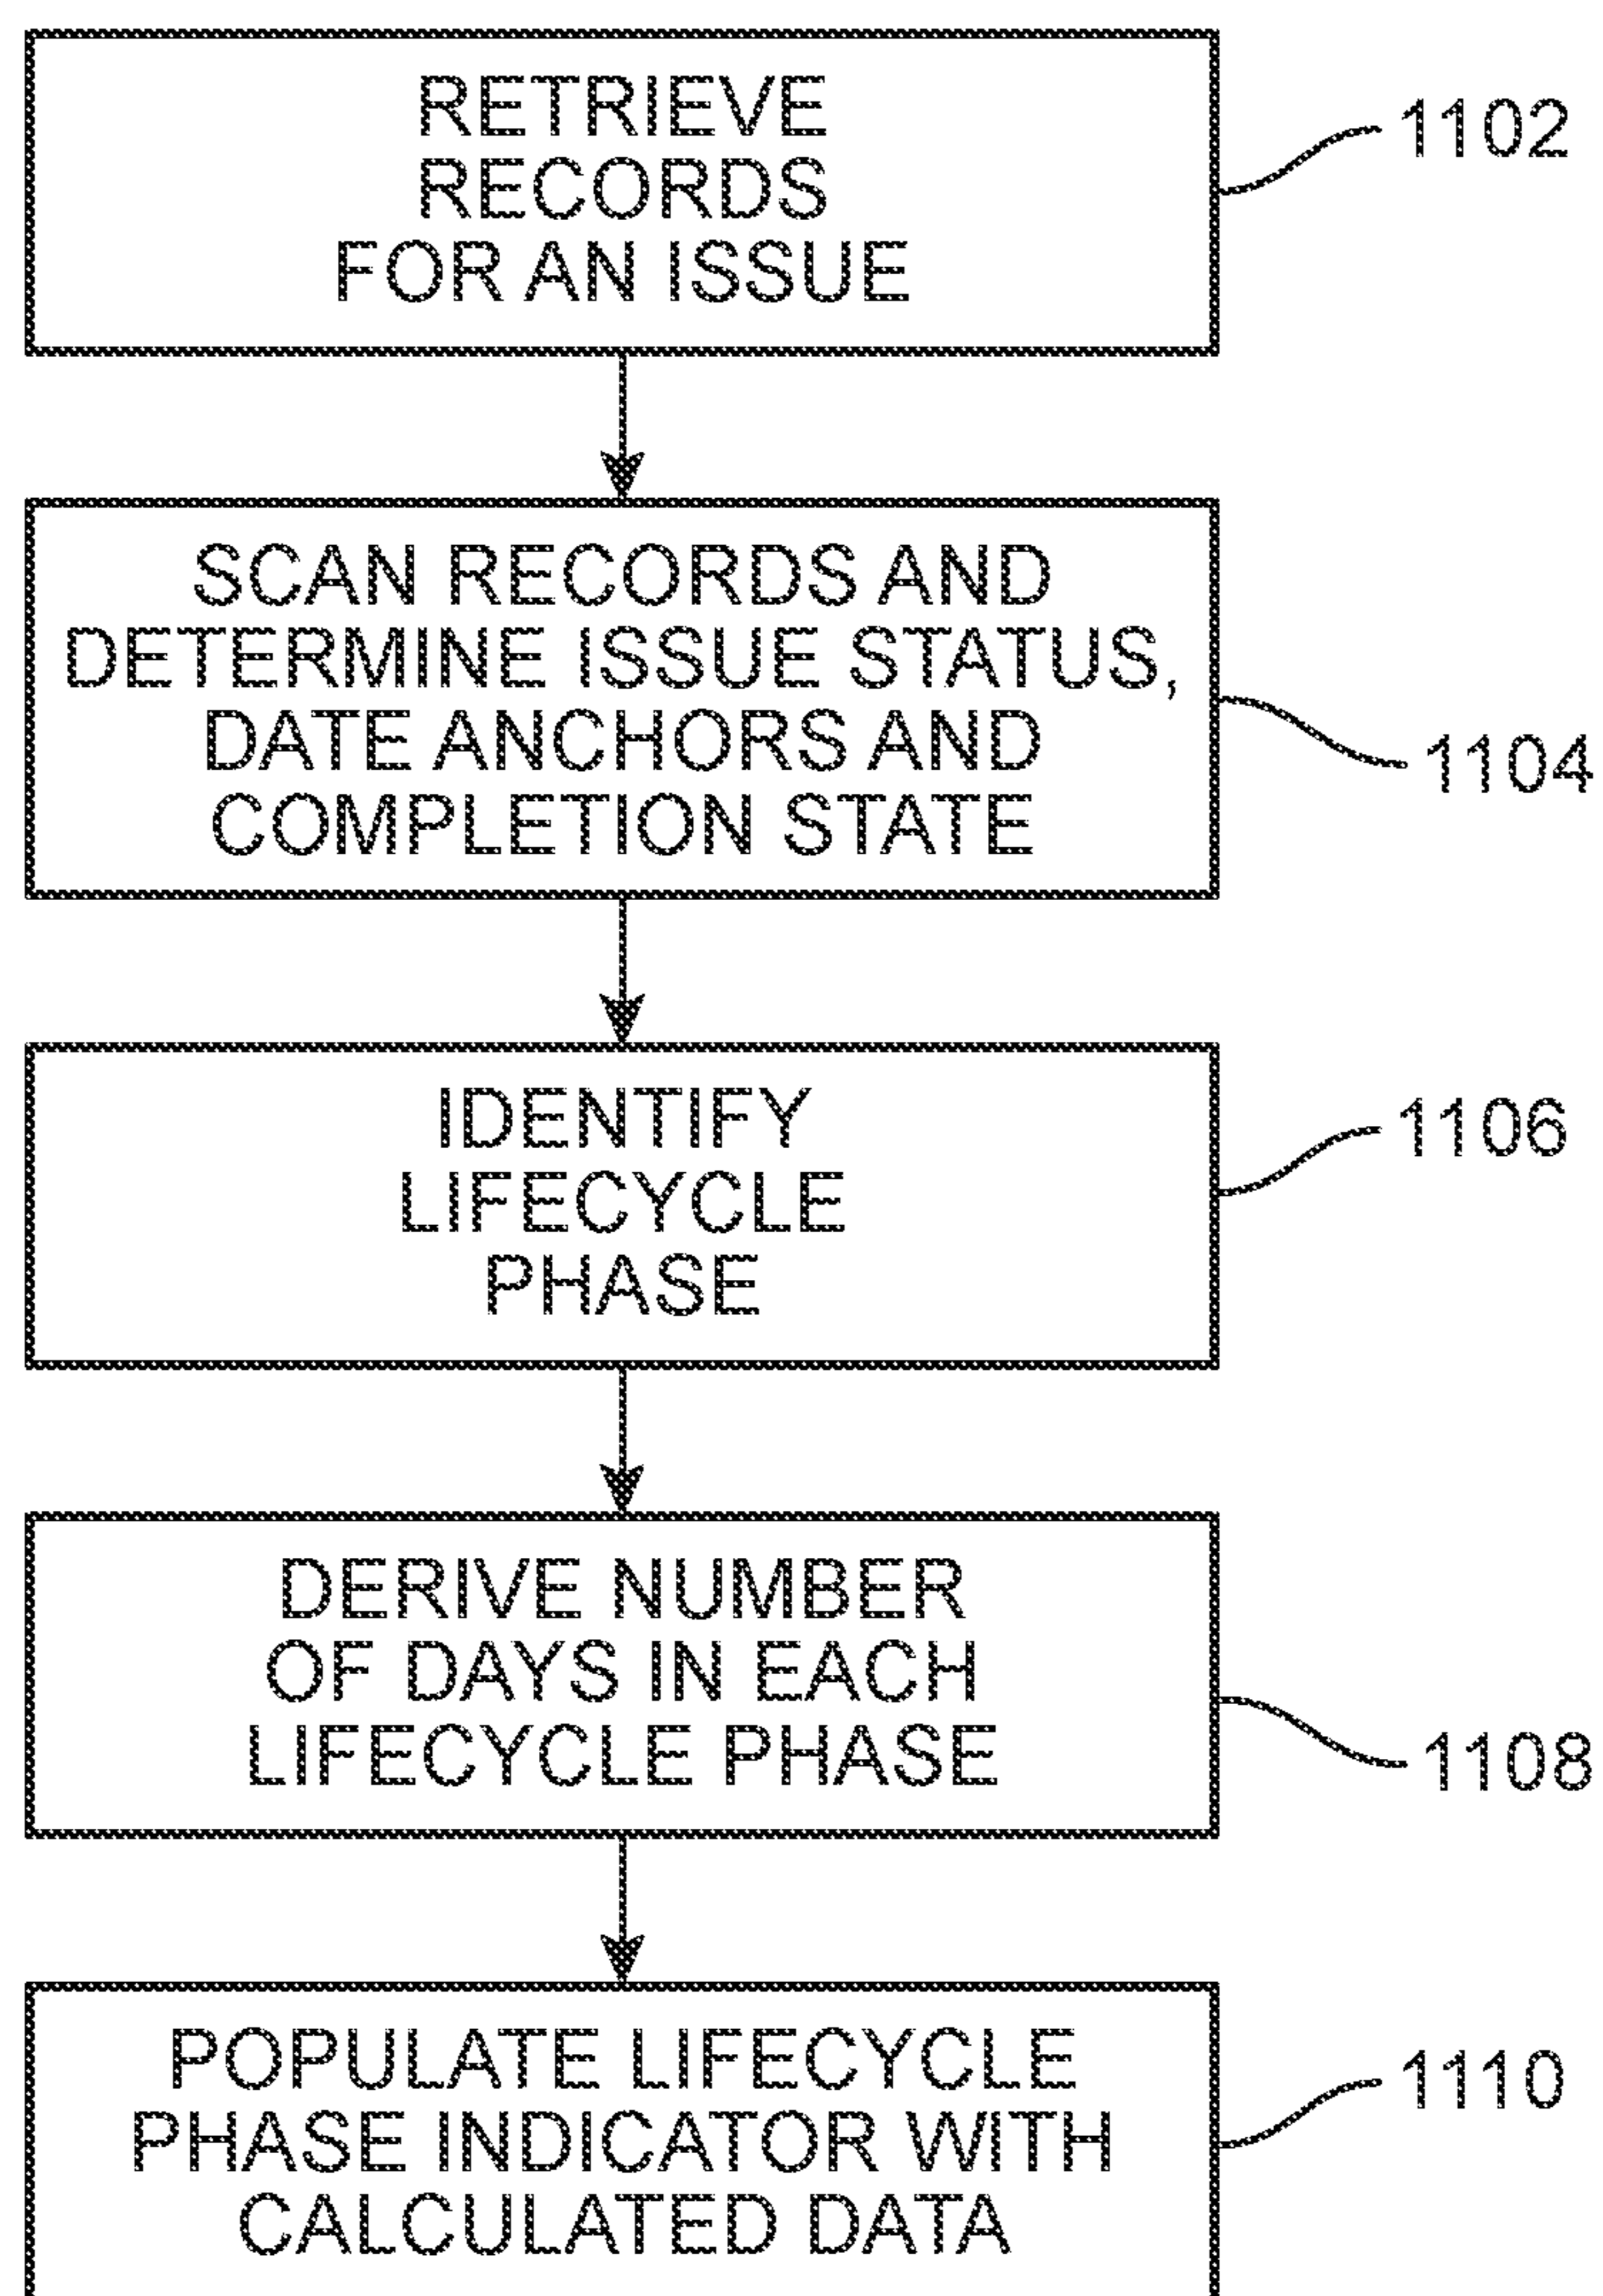 RETRIEVE
RECORDS
FOR AN ISSUE
1102
SCAN RECORDS AND
DETERMINE ISSUE STATUS,
DATE ANCHORS AND
COMPLETION STATE
1104
IDENTIFY
LIFECYCLE
PHASE
1106
DERIVE NUMBER
OF DAYS IN EACH
LIFECYCLE PHASE
1108
POPULATE LIFECYCLE
PHASE INDICATOR WITH
CALCULATED DATA
1110